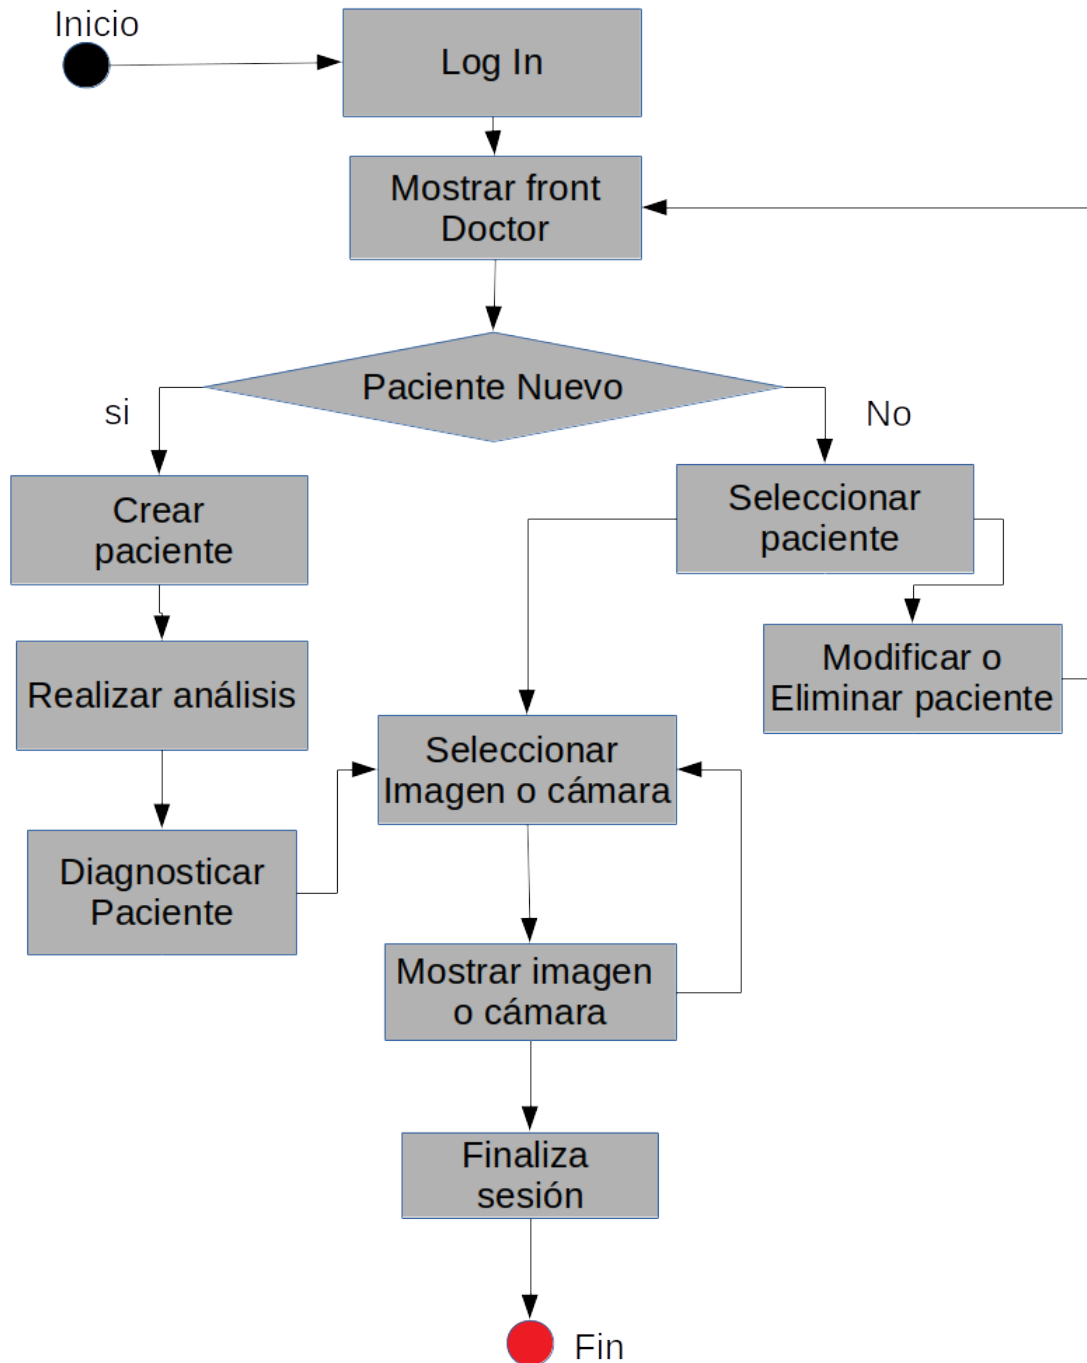 Inicio
Log In
Mostrar front
Doctor
Paciente Nuevo
si
No
Crear
paciente
Seleccionar
paciente
Realizar análisis
Modificar o
Eliminar paciente
Seleccionar
Imagen o cámara
Diagnosticar
Paciente
Mostrar imagen
o cámara
Finaliza
sesión
Fin